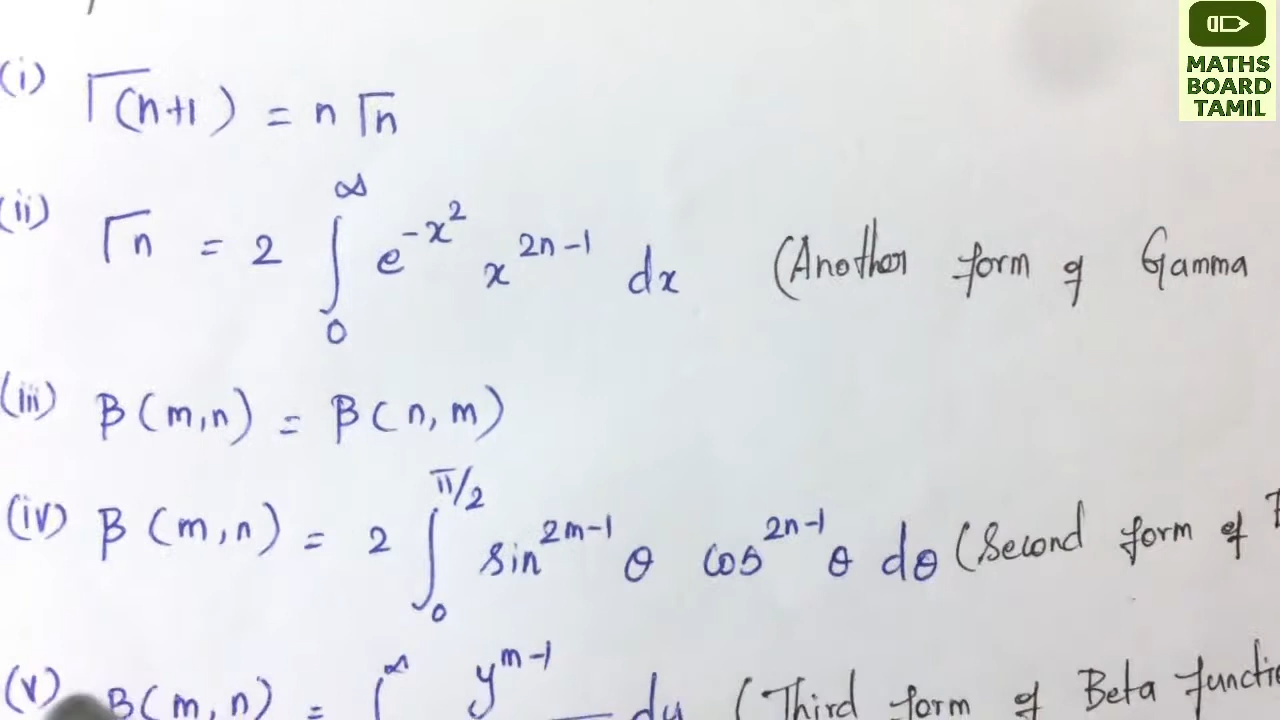 MATHS
BOARD
TAMIL
(i) Γ(n+1) = n Γn
(ii) Γn = 2 ∫₀^∞ e^{-x²} x^{2n-1} dx (Another form of Gamma
(iii) β(m,n) = β(n,m)
(iv) β(m,n) = 2 ∫₀^{π/2} sin^{2m-1} θ cos^{2n-1} θ dθ (Second form of
(v) β(m,n) = ∫^∞ y^{m-1} dy (Third form of Beta functi